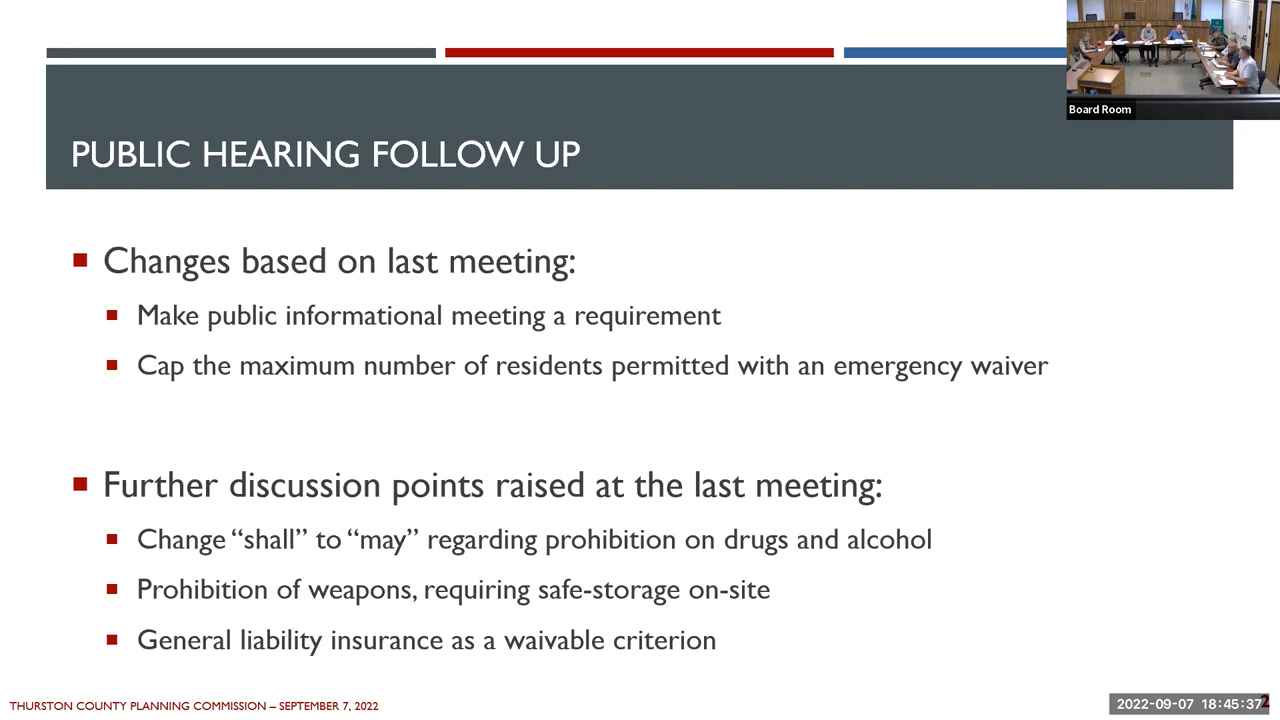 Board Room
PUBLIC HEARING FOLLOW UP
Changes based on last meeting:
Make public informational meeting a requirement
Cap the maximum number of residents permitted with an emergency waiver
Further discussion points raised at the last meeting:
Change “shall” to “may” regarding prohibition on drugs and alcohol
Prohibition of weapons, requiring safe-storage on-site
General liability insurance as a waivable criterion
THURSTON COUNTY PLANNING COMMISSION – SEPTEMBER 7, 2022
2022-09-07 18:45:37
2